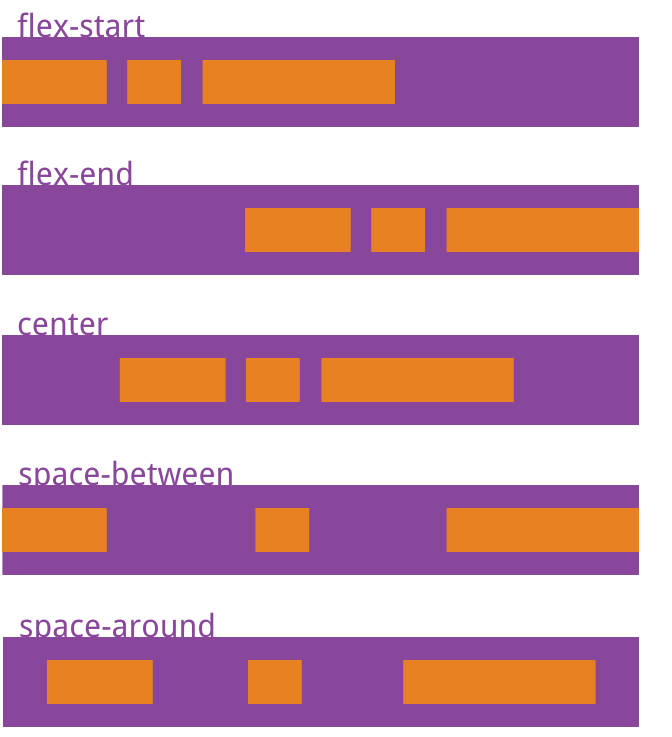 flex-start
flex-end
center
space-between
space-around